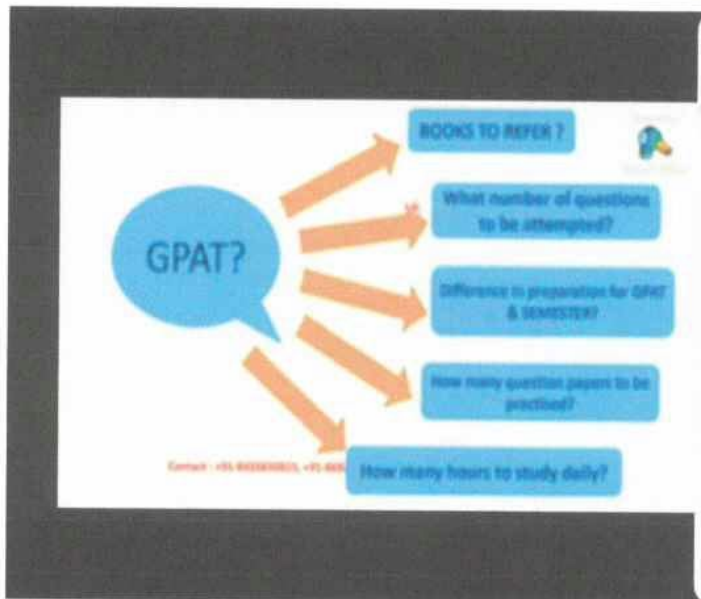 GPAT?
BOOKS TO REFER ?
What number of questions
to be attempted?
Difference in preparation for GPAT
& SEMESTER?
How many question papers to be
practised?
How many hours to study daily?
Contact :